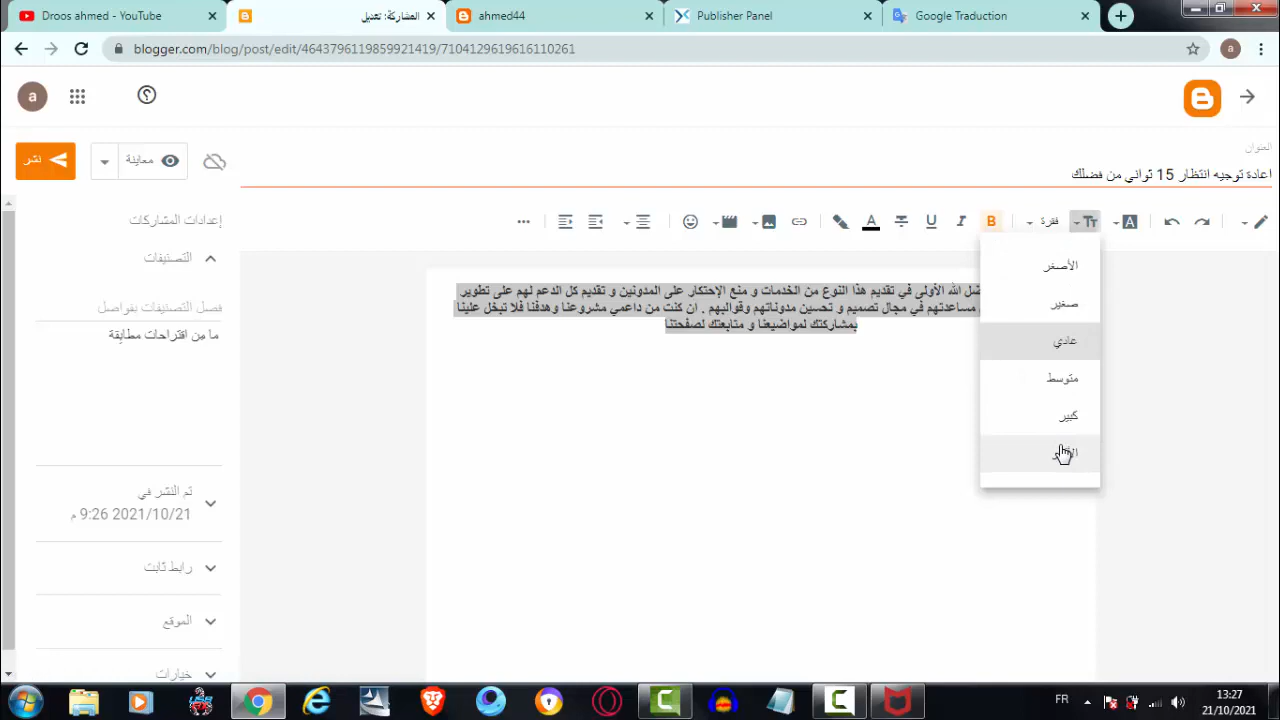 Droos ahmed - YouTube
المشاركة: تعديل
ahmed44
Publisher Panel
Google Traduction
blogger.com/blog/post/edit/4643796119859921419/7104129619616110261
a
a
العنوان
اعادة توجيه انتظار 15 ثواني من فضلك
نشر
معاينة
فقرة
إعدادات المشاركات
التصنيفات
فصل التصنيفات بفواصل
ما مِن اقتراحات مطابِقة
ثم النشر في
2021/10/21 9:26 م
رابط ثابت
الموقع
خيارات
الله الأولى في تقديم هذا النوع من الخدمات و منع الإحتكار على المدونين و تقديم كل الدعم لهم على تطوير
مساعدتهم في مجال تصميم و تحسين مدوناتهم وقوالبهم . ان كنت من داعمي مشروعنا وهدفنا فلا تبخل علينا
بمشاركتك لمواضيعنا و متابعتك لصفحتنا
الأصغر
صغير
عادي
متوسط
كبير
FR
13:27
21/10/2021